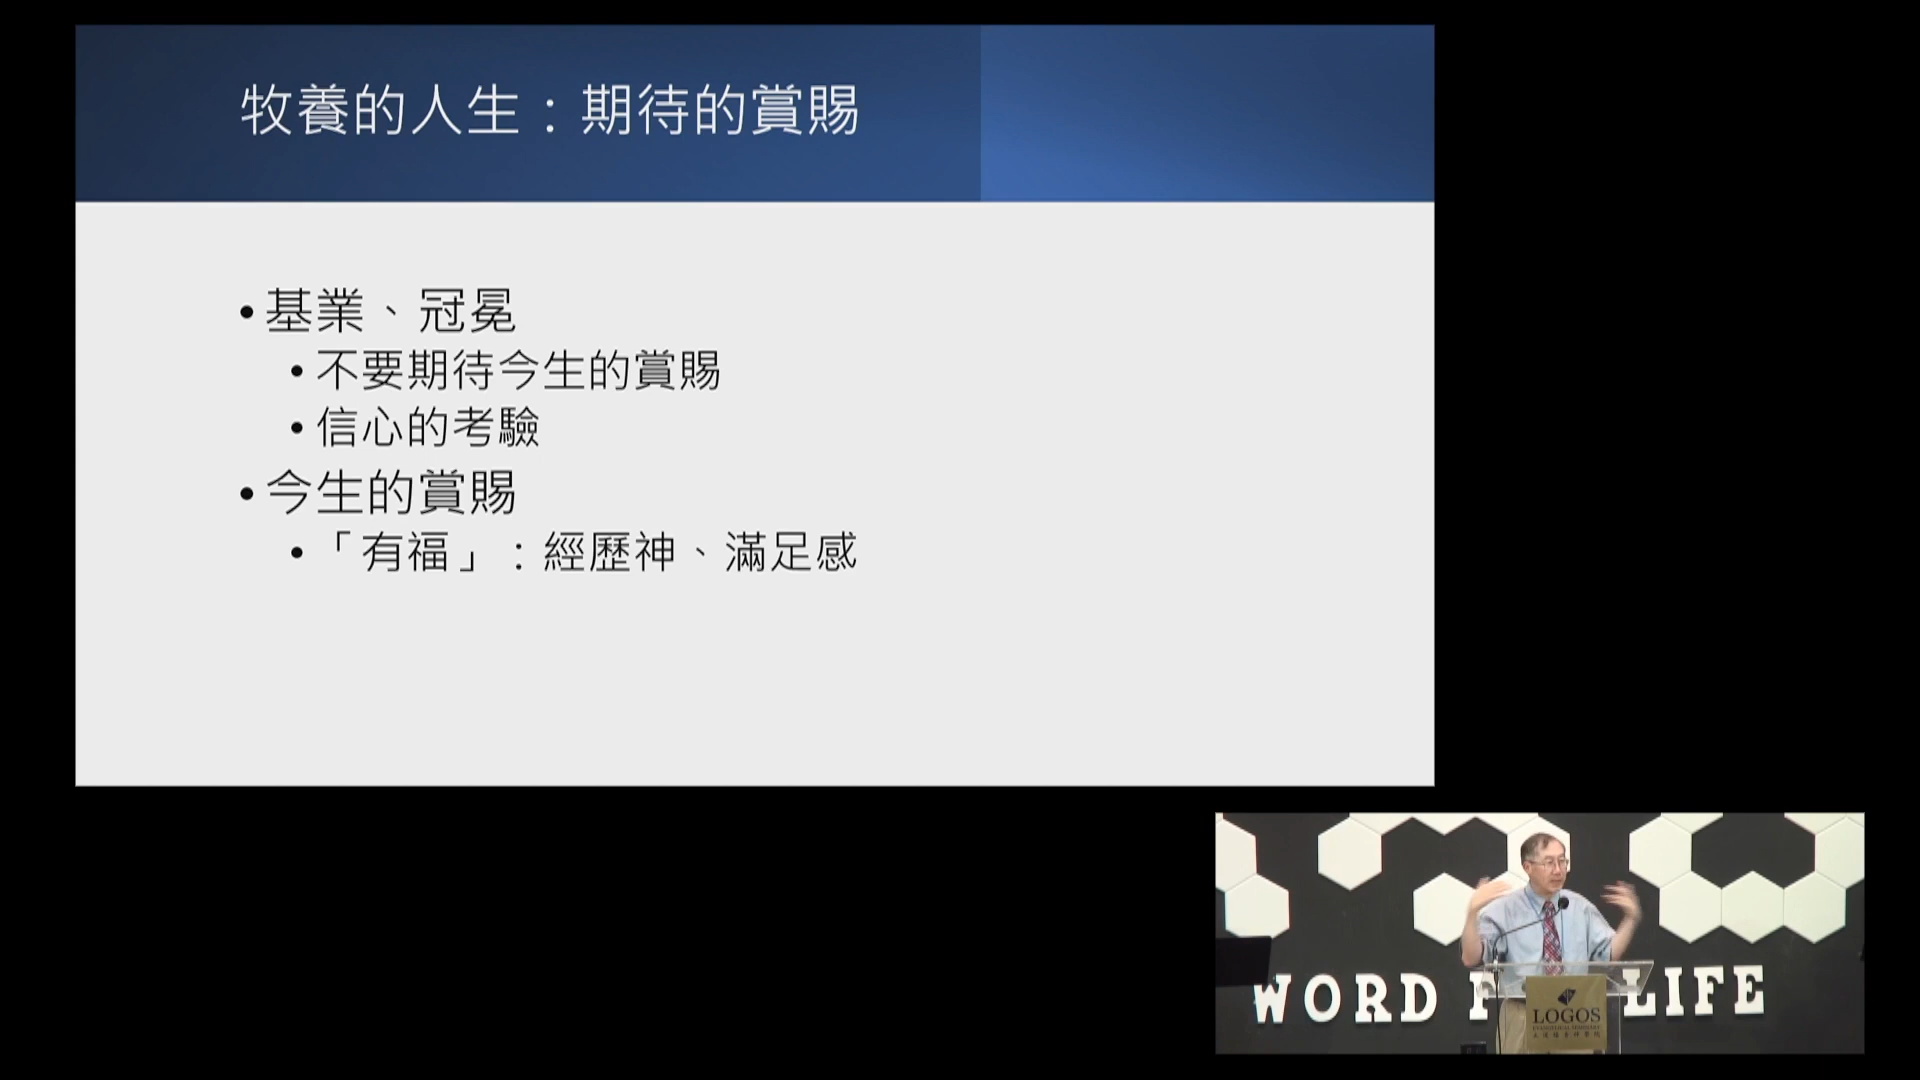 牧養的人生：期待的賞賜
•基業、冠冕
•不要期待今生的賞賜
•信心的考驗
•今生的賞賜
•「有福」：經歷神、滿足感
WORD F LIFE
LOGOS
EVANGELICAL SEMINARY